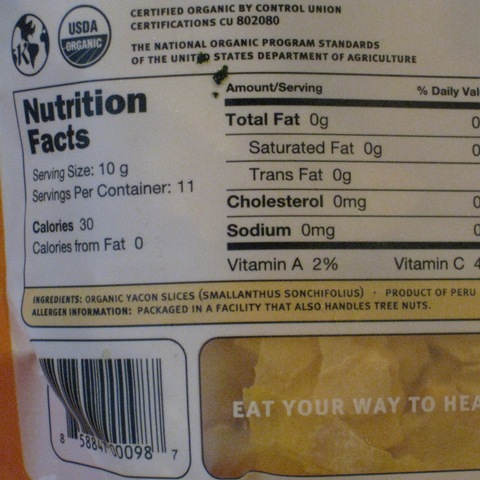 CERTIFIED ORGANIC BY CONTROL UNION
CERTIFICATIONS CU 802080
USDA
ORGANIC
THE NATIONAL ORGANIC PROGRAM STANDARDS
OF THE UNITED STATES DEPARTMENT OF AGRICULTURE
Nutrition
Facts
Serving Size: 10 g
Servings Per Container: 11
Calories 30
Calories from Fat 0
Amount/Serving % Daily Val
Total Fat 0g 0
Saturated Fat 0g 0
Trans Fat 0g
Cholesterol 0mg 0
Sodium 0mg 0
Vitamin A 2% Vitamin C 4
INGREDIENTS: ORGANIC YACON SLICES (SMALLANTHUS SONCHIFOLIUS) · PRODUCT OF PERU
ALLERGEN INFORMATION: PACKAGED IN A FACILITY THAT ALSO HANDLES TREE NUTS.
EAT YOUR WAY TO HEA
8 7